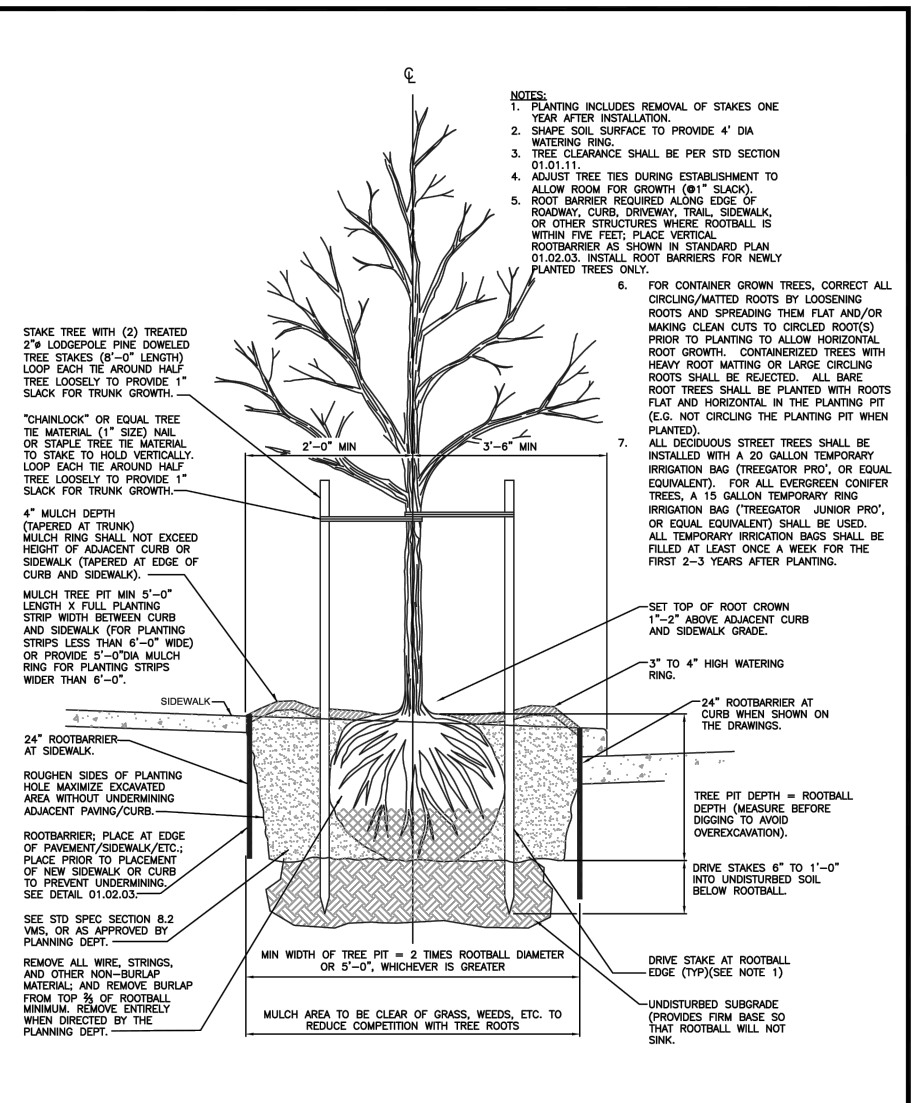 ℄
NOTES:
1. PLANTING INCLUDES REMOVAL OF STAKES ONE
YEAR AFTER INSTALLATION.
2. SHAPE SOIL SURFACE TO PROVIDE 4' DIA
WATERING RING.
3. TREE CLEARANCE SHALL BE PER STD SECTION
01.01.11.
4. ADJUST TREE TIES DURING ESTABLISHMENT TO
ALLOW ROOM FOR GROWTH (@1" SLACK).
5. ROOT BARRIER REQUIRED ALONG EDGE OF
ROADWAY, CURB, DRIVEWAY, TRAIL, SIDEWALK,
OR OTHER STRUCTURES WHERE ROOTBALL IS
WITHIN FIVE FEET; PLACE VERTICAL
ROOTBARRIER AS SHOWN IN STANDARD PLAN
01.02.03. INSTALL ROOT BARRIERS FOR NEWLY
PLANTED TREES ONLY.
6. FOR CONTAINER GROWN TREES, CORRECT ALL
CIRCLING/MATTED ROOTS BY LOOSENING
ROOTS AND SPREADING THEM FLAT AND/OR
MAKING CLEAN CUTS TO CIRCLED ROOT(S)
PRIOR TO PLANTING TO ALLOW HORIZONTAL
ROOT GROWTH. CONTAINERIZED TREES WITH
HEAVY ROOT MATTING OR LARGE CIRCLING
ROOTS SHALL BE REJECTED. ALL BARE
ROOT TREES SHALL BE PLANTED WITH ROOTS
FLAT AND HORIZONTAL IN THE PLANTING PIT
(E.G. NOT CIRCLING THE PLANTING PIT WHEN
PLANTED).
7. ALL DECIDUOUS STREET TREES SHALL BE
INSTALLED WITH A 20 GALLON TEMPORARY
IRRIGATION BAG (TREEGATOR PRO', OR EQUAL
EQUIVALENT). FOR ALL EVERGREEN CONIFER
TREES, A 15 GALLON TEMPORARY RING
IRRIGATION BAG ('TREEGATOR JUNIOR PRO',
OR EQUAL EQUIVALENT) SHALL BE USED.
ALL TEMPORARY IRRICATION BAGS SHALL BE
FILLED AT LEAST ONCE A WEEK FOR THE
FIRST 2-3 YEARS AFTER PLANTING.
STAKE TREE WITH (2) TREATED
2"ø LODGEPOLE PINE DOWELED
TREE STAKES (8'-0" LENGTH)
LOOP EACH TIE AROUND HALF
TREE LOOSELY TO PROVIDE 1"
SLACK FOR TRUNK GROWTH.
"CHAINLOCK" OR EQUAL TREE
TIE MATERIAL (1" SIZE) NAIL
OR STAPLE TREE TIE MATERIAL
TO STAKE TO HOLD VERTICALLY.
LOOP EACH TIE AROUND HALF
TREE LOOSELY TO PROVIDE 1"
SLACK FOR TRUNK GROWTH.
2'-0" MIN
3'-6" MIN
4" MULCH DEPTH
(TAPERED AT TRUNK)
MULCH RING SHALL NOT EXCEED
HEIGHT OF ADJACENT CURB OR
SIDEWALK (TAPERED AT EDGE OF
CURB AND SIDEWALK).
MULCH TREE PIT MIN 5'-0"
LENGTH X FULL PLANTING
STRIP WIDTH BETWEEN CURB
AND SIDEWALK (FOR PLANTING
STRIPS LESS THAN 6'-0" WIDE)
OR PROVIDE 5'-0"DIA MULCH
RING FOR PLANTING STRIPS
WIDER THAN 6'-0".
SIDEWALK
24" ROOTBARRIER
AT SIDEWALK.
ROUGHEN SIDES OF PLANTING
HOLE MAXIMIZE EXCAVATED
AREA WITHOUT UNDERMINING
ADJACENT PAVING/CURB.
ROOTBARRIER; PLACE AT EDGE
OF PAVEMENT/SIDEWALK/ETC.;
PLACE PRIOR TO PLACEMENT
OF NEW SIDEWALK OR CURB
TO PREVENT UNDERMINING.
SEE DETAIL 01.02.03.
SEE STD SPEC SECTION 8.2
VMS, OR AS APPROVED BY
PLANNING DEPT.
REMOVE ALL WIRE, STRINGS,
AND OTHER NON-BURLAP
MATERIAL; AND REMOVE BURLAP
FROM TOP ⅔ OF ROOTBALL
MINIMUM. REMOVE ENTIRELY
WHEN DIRECTED BY THE
PLANNING DEPT.
SET TOP OF ROOT CROWN
1"-2" ABOVE ADJACENT CURB
AND SIDEWALK GRADE.
3" TO 4" HIGH WATERING
RING.
24" ROOTBARRIER AT
CURB WHEN SHOWN ON
THE DRAWINGS.
TREE PIT DEPTH = ROOTBALL
DEPTH (MEASURE BEFORE
DIGGING TO AVOID
OVEREXCAVATION).
DRIVE STAKES 6" TO 1'-0"
INTO UNDISTURBED SOIL
BELOW ROOTBALL.
DRIVE STAKE AT ROOTBALL
EDGE (TYP)(SEE NOTE 1)
UNDISTURBED SUBGRADE
(PROVIDES FIRM BASE SO
THAT ROOTBALL WILL NOT
SINK.
MIN WIDTH OF TREE PIT = 2 TIMES ROOTBALL DIAMETER
OR 5'-0", WHICHEVER IS GREATER
MULCH AREA TO BE CLEAR OF GRASS, WEEDS, ETC. TO
REDUCE COMPETITION WITH TREE ROOTS